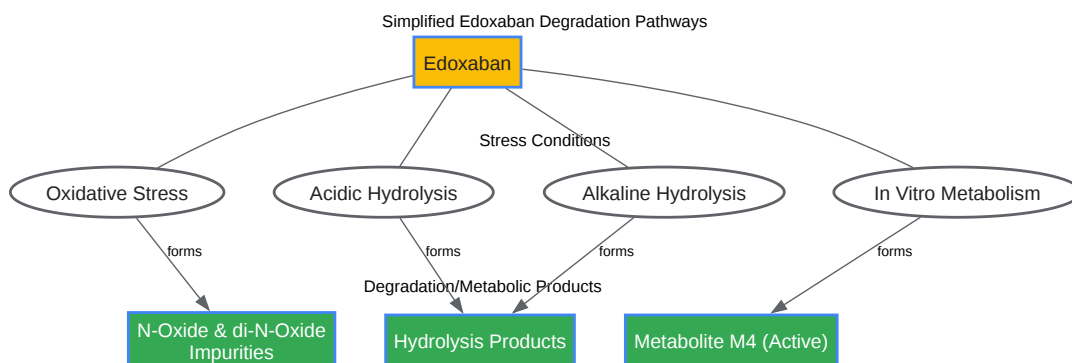 Simplified Edoxaban Degradation Pathways
Edoxaban
Stress Conditions
Oxidative Stress
Acidic Hydrolysis
Alkaline Hydrolysis
In Vitro Metabolism
forms
forms
forms
forms
Degradation/Metabolic Products
N-Oxide & di-N-Oxide
Impurities
Hydrolysis Products
Metabolite M4 (Active)